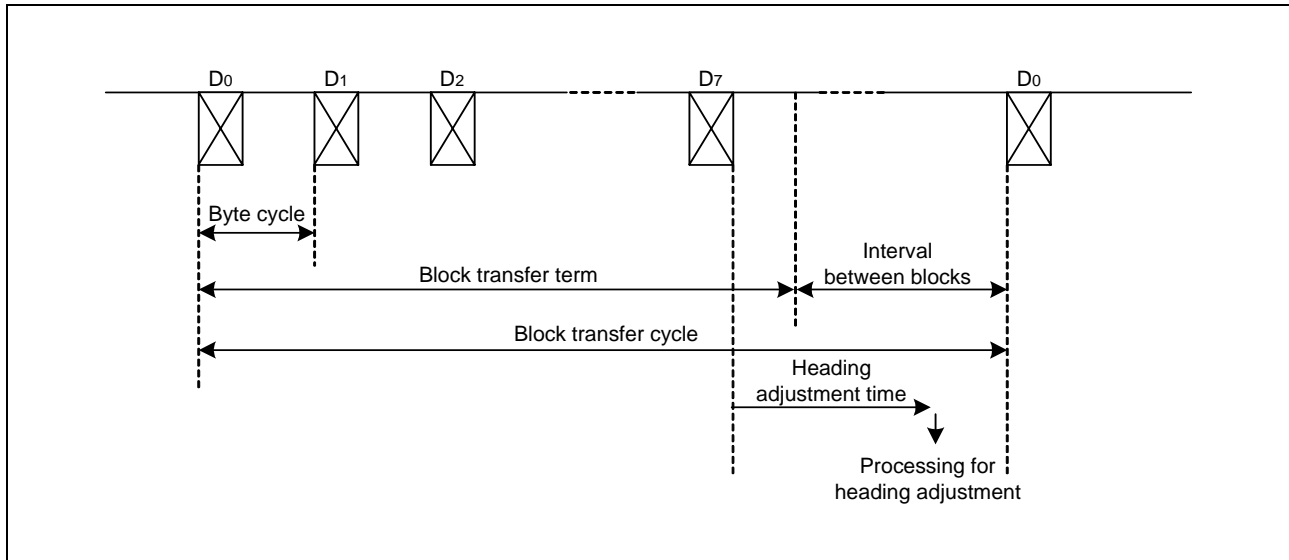 D0 D1 D2 D7 D0
Byte cycle
Interval
between blocks
Block transfer term
Block transfer cycle
Heading
adjustment time
Processing for
heading adjustment